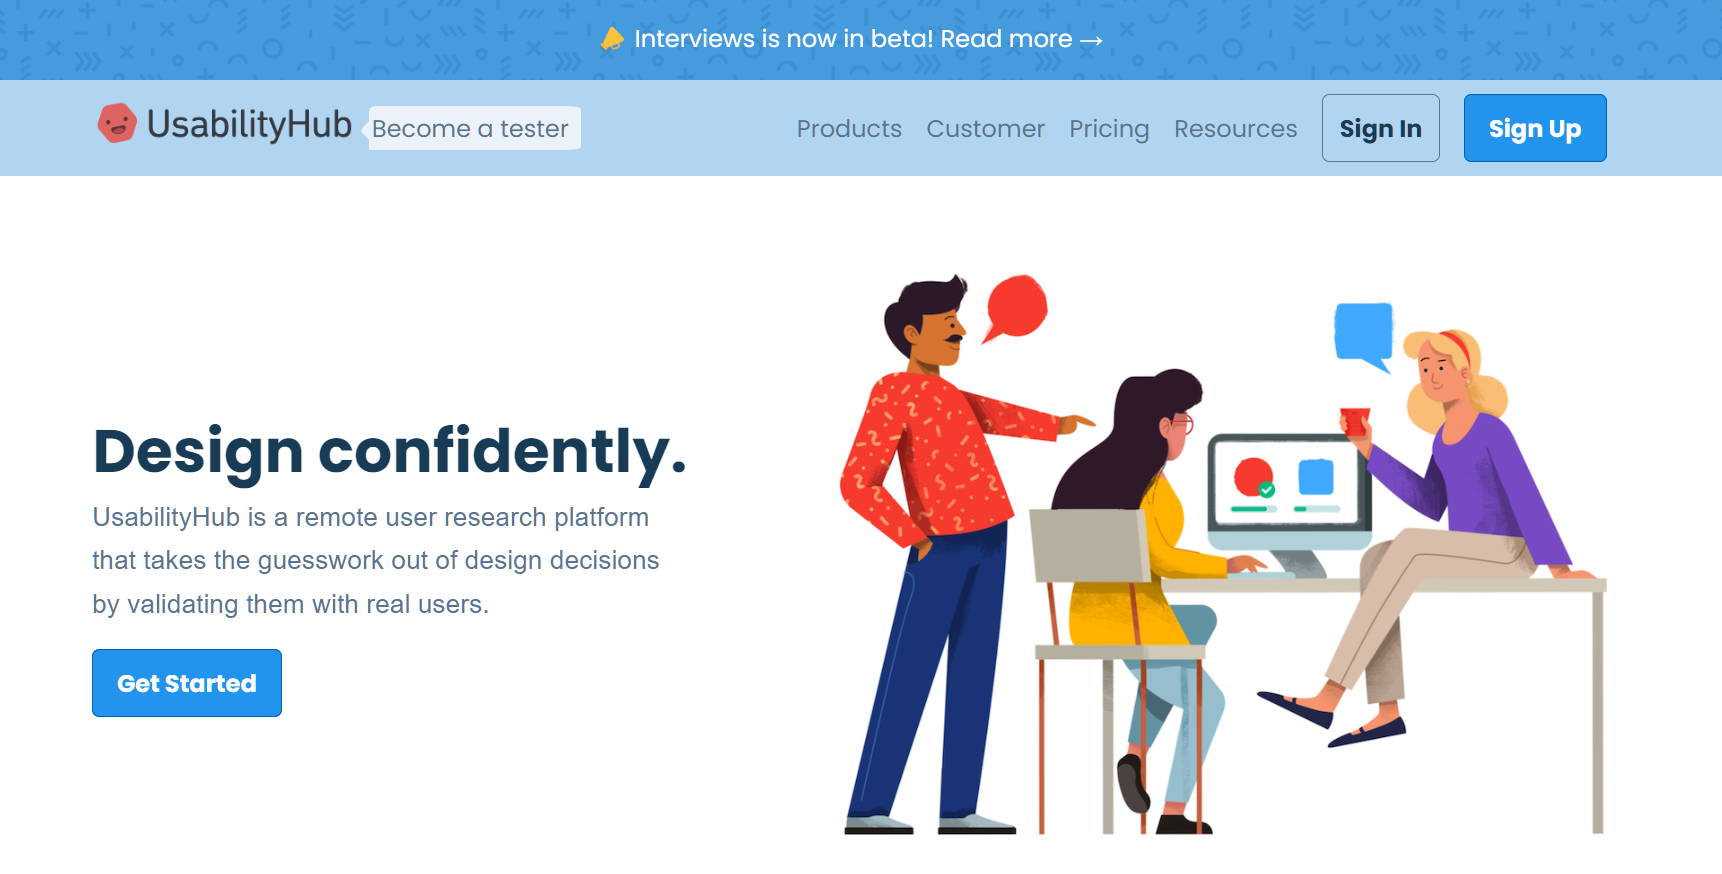 Interviews is now in beta! Read more →
UsabilityHub
Become a tester
Products
Customer
Pricing
Resources
Sign In
Sign Up
Design confidently.
UsabilityHub is a remote user research platform
that takes the guesswork out of design decisions
by validating them with real users.
Get Started